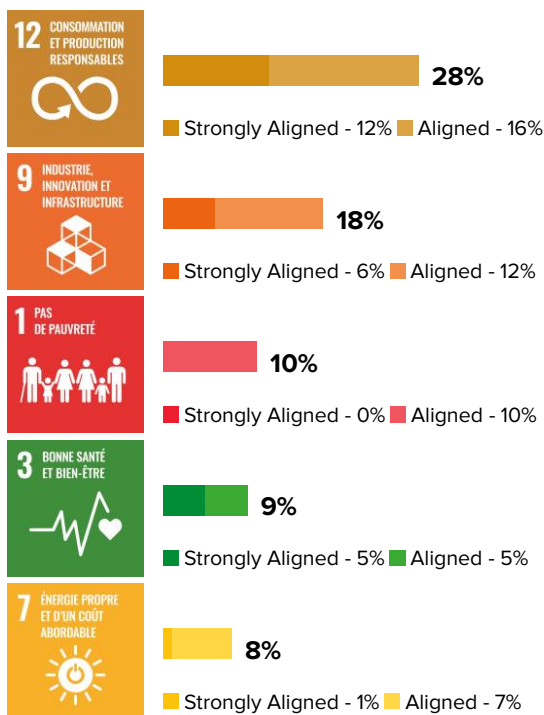 12 CONSOMMATION
ET PRODUCTION
RESPONSABLES
28%
Strongly Aligned - 12% Aligned - 16%
9 INDUSTRIE,
INNOVATION ET
INFRASTRUCTURE
18%
Strongly Aligned - 6% Aligned - 12%
1 PAS
DE PAUVRETÉ
10%
Strongly Aligned - 0% Aligned - 10%
3 BONNE SANTÉ
ET BIEN-ÊTRE
9%
Strongly Aligned - 5% Aligned - 5%
7 ÉNERGIE PROPRE
ET D'UN COÛT
ABORDABLE
8%
Strongly Aligned - 1% Aligned - 7%